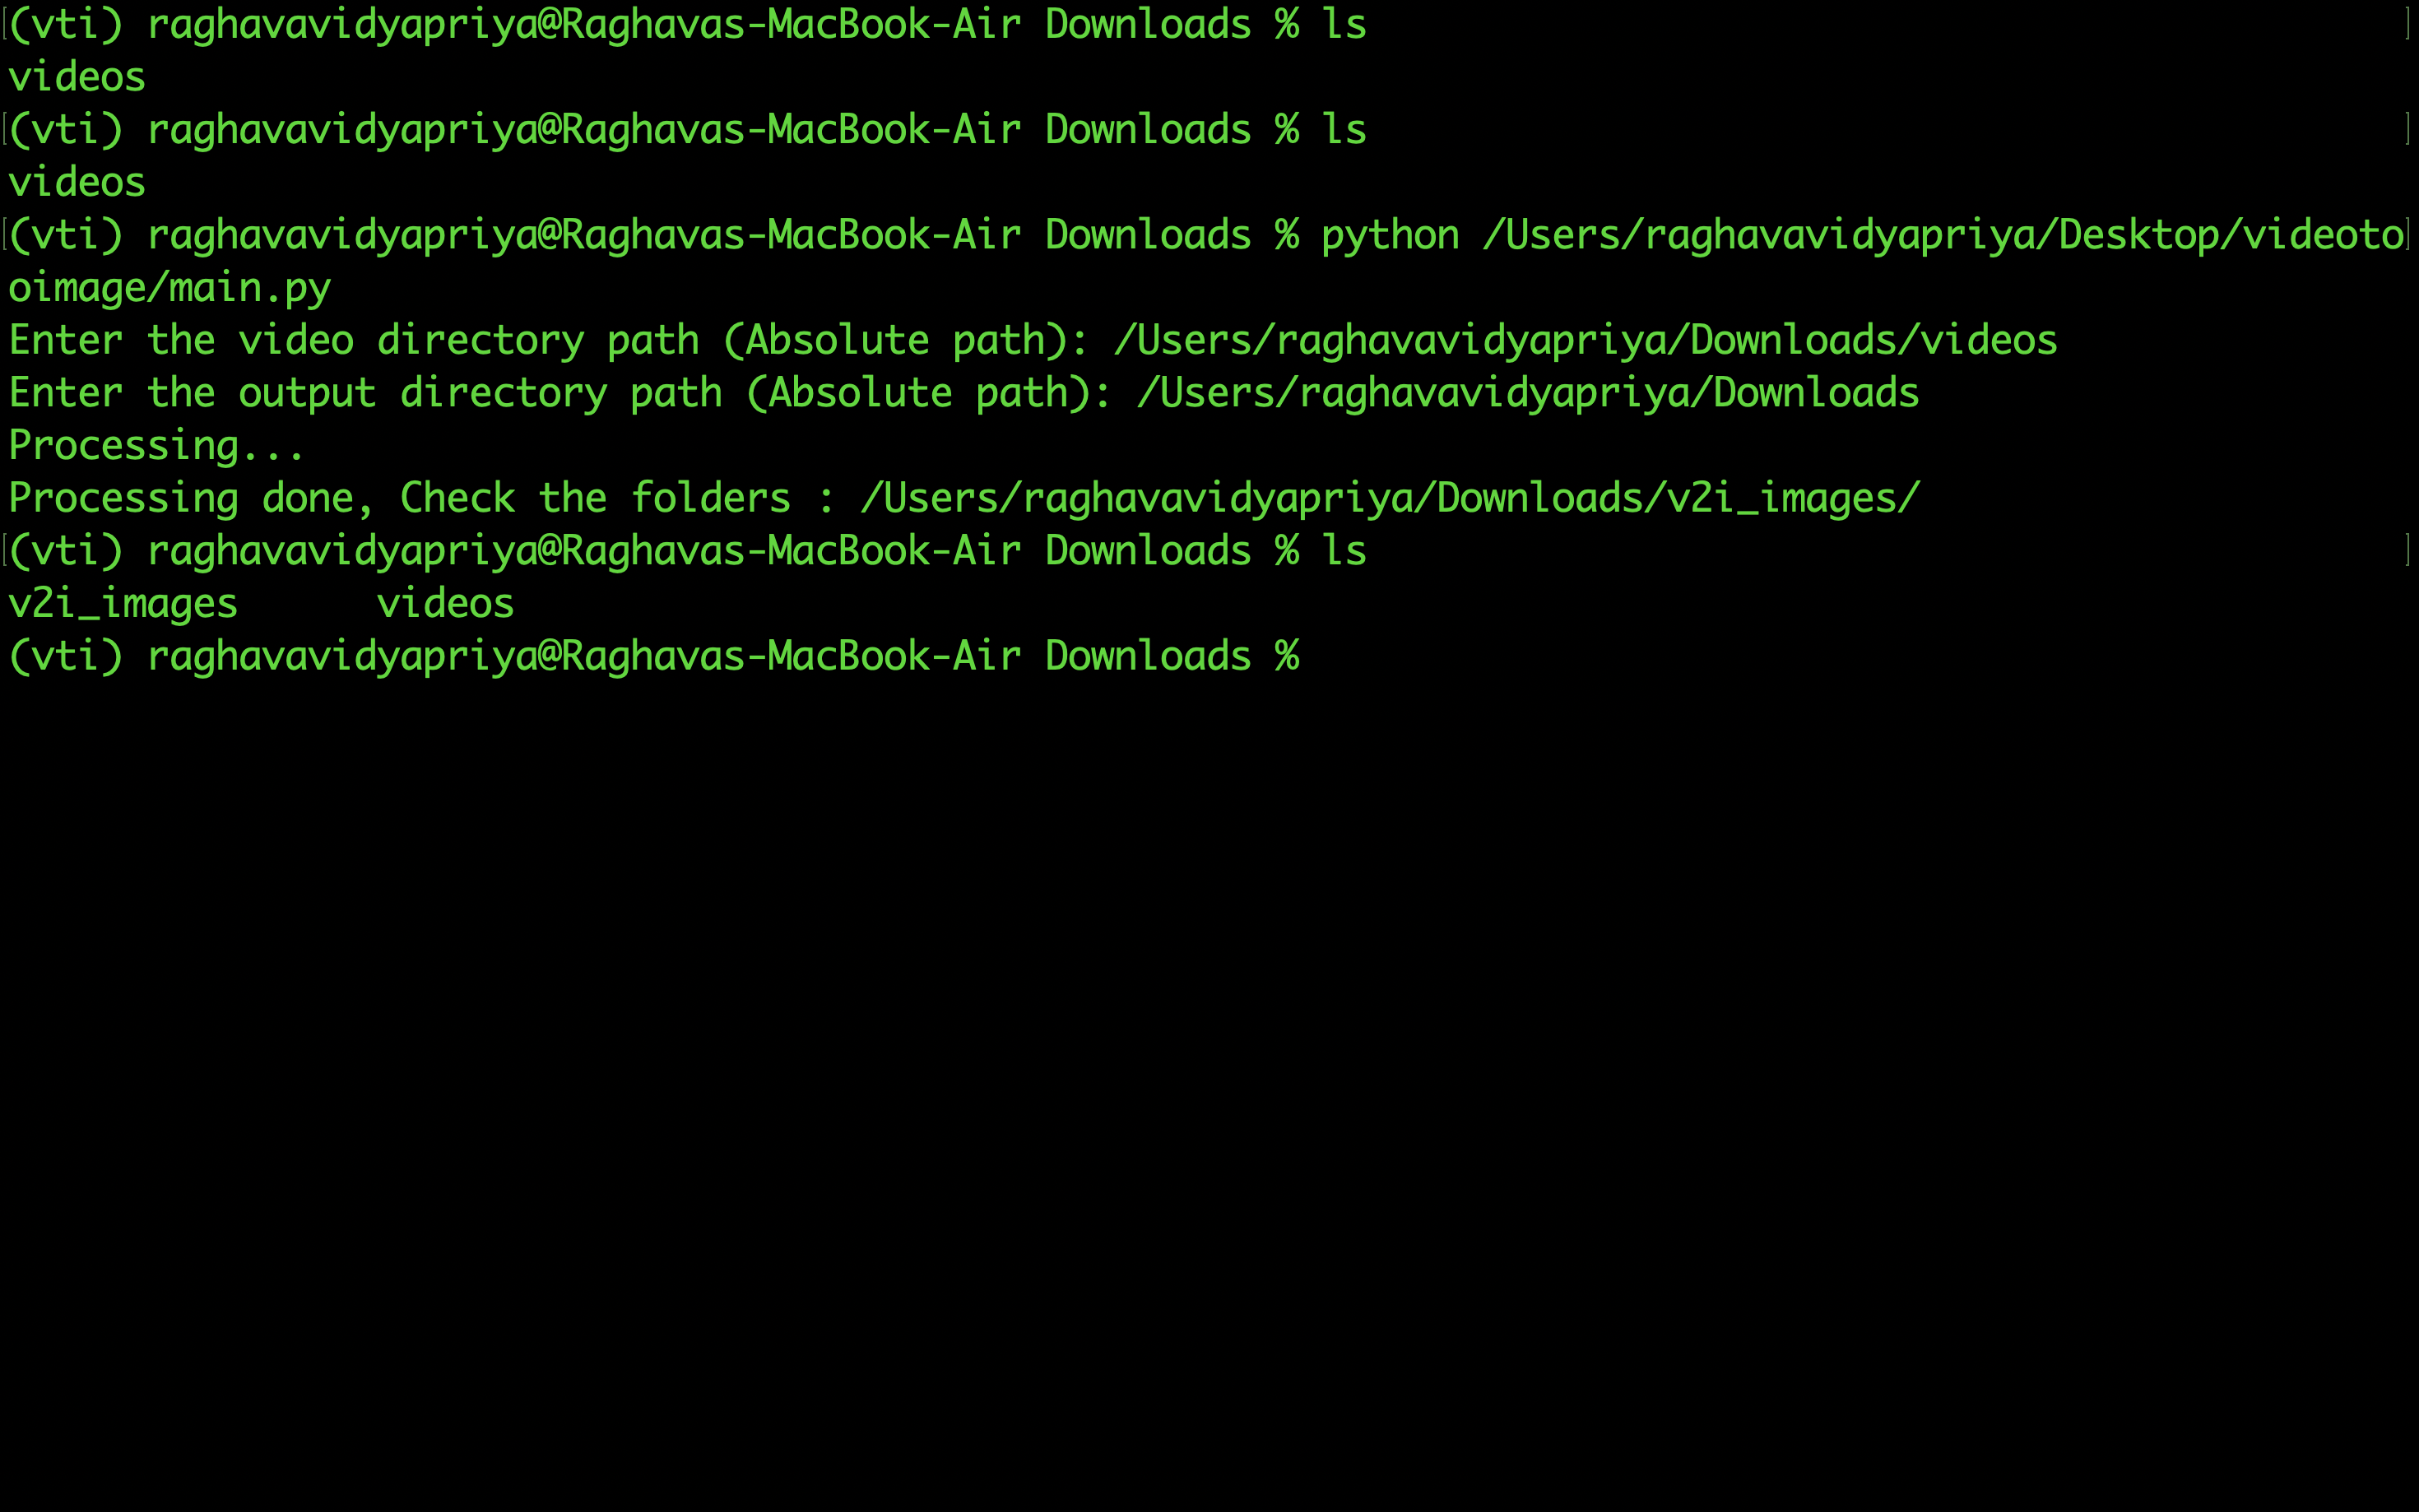 (vti) raghavavidyapriya@Raghavas-MacBook-Air Downloads % ls
videos
(vti) raghavavidyapriya@Raghavas-MacBook-Air Downloads % ls
videos
(vti) raghavavidyapriya@Raghavas-MacBook-Air Downloads % python /Users/raghavavidyapriya/Desktop/videoto
oimage/main.py
Enter the video directory path (Absolute path): /Users/raghavavidyapriya/Downloads/videos
Enter the output directory path (Absolute path): /Users/raghavavidyapriya/Downloads
Processing...
Processing done, Check the folders : /Users/raghavavidyapriya/Downloads/v2i_images/
(vti) raghavavidyapriya@Raghavas-MacBook-Air Downloads % ls
v2i_images      videos
(vti) raghavavidyapriya@Raghavas-MacBook-Air Downloads %